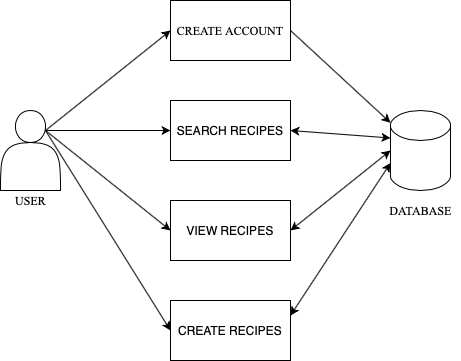 CREATE ACCOUNT
SEARCH RECIPES
USER
DATABASE
VIEW RECIPES
CREATE RECIPES